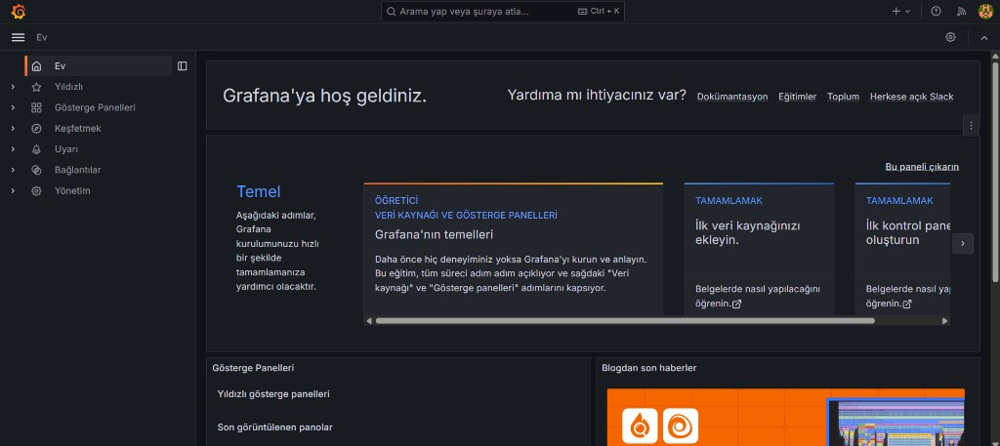 Arama yap veya şuraya atla...
Ctrl + K
Ev
Ev
Yıldızlı
Gösterge Panelleri
Keşfetmek
Uyarı
Bağlantılar
Yönetim
Grafana'ya hoş geldiniz.
Yardıma mı ihtiyacınız var?
Dokümantasyon
Eğitimler
Toplum
Herkese açık Slack
Bu paneli çıkarın
Temel
Aşağıdaki adımlar,
Grafana
kurulumunuzu hızlı
bir şekilde
tamamlamanıza
yardımcı olacaktır.
ÖĞRETİCİ
VERİ KAYNAĞI VE GÖSTERGE PANELLERİ
Grafana'nın temelleri
Daha önce hiç deneyiminiz yoksa Grafana'yı kurun ve anlayın.
Bu eğitim, tüm süreci adım adım açıklıyor ve sağdaki "Veri
kaynağı" ve "Gösterge panelleri" adımlarını kapsıyor.
TAMAMLAMAK
İlk veri kaynağınızı
ekleyin.
Belgelerde nasıl yapılacağını
öğrenin.
TAMAMLAMAK
İlk kontrol pane
oluşturun
Belgelerde nasıl yap
öğrenin.
Gösterge Panelleri
Yıldızlı gösterge panelleri
Son görüntülenen panolar
Blogdan son haberler